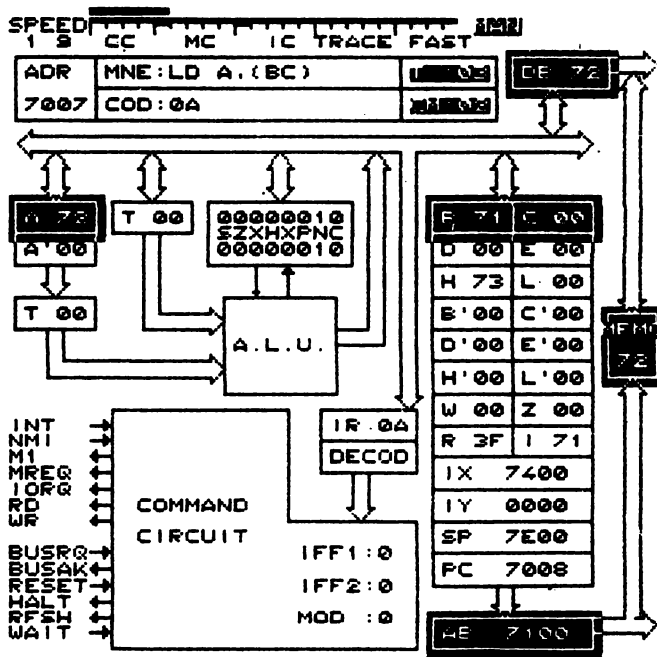 SPEED
1 9 CC MC IC TRACE FAST
ADR MNE:LD A.(BC)
7007 COD:0A
DB 72
A 72
T 00
00000010
SZXHXPNC
00000010
A'00
T 00
A.L.U.
B 71 C 00
D 00 E 00
H 73 L 00
B'00 C'00
D'00 E'00
H'00 L'00
W 00 Z 00
R 3F I 71
IX 7400
IY 0000
SP 7E00
PC 7008
AB 7100
MEMO
72
IR 0A
DECOD
INT
NMI
M1
MREQ
IORQ
RD
WR
BUSRQ
BUSAK
RESET
HALT
RFSH
WAIT
COMMAND
CIRCUIT
IFF1:0
IFF2:0
MOD :0